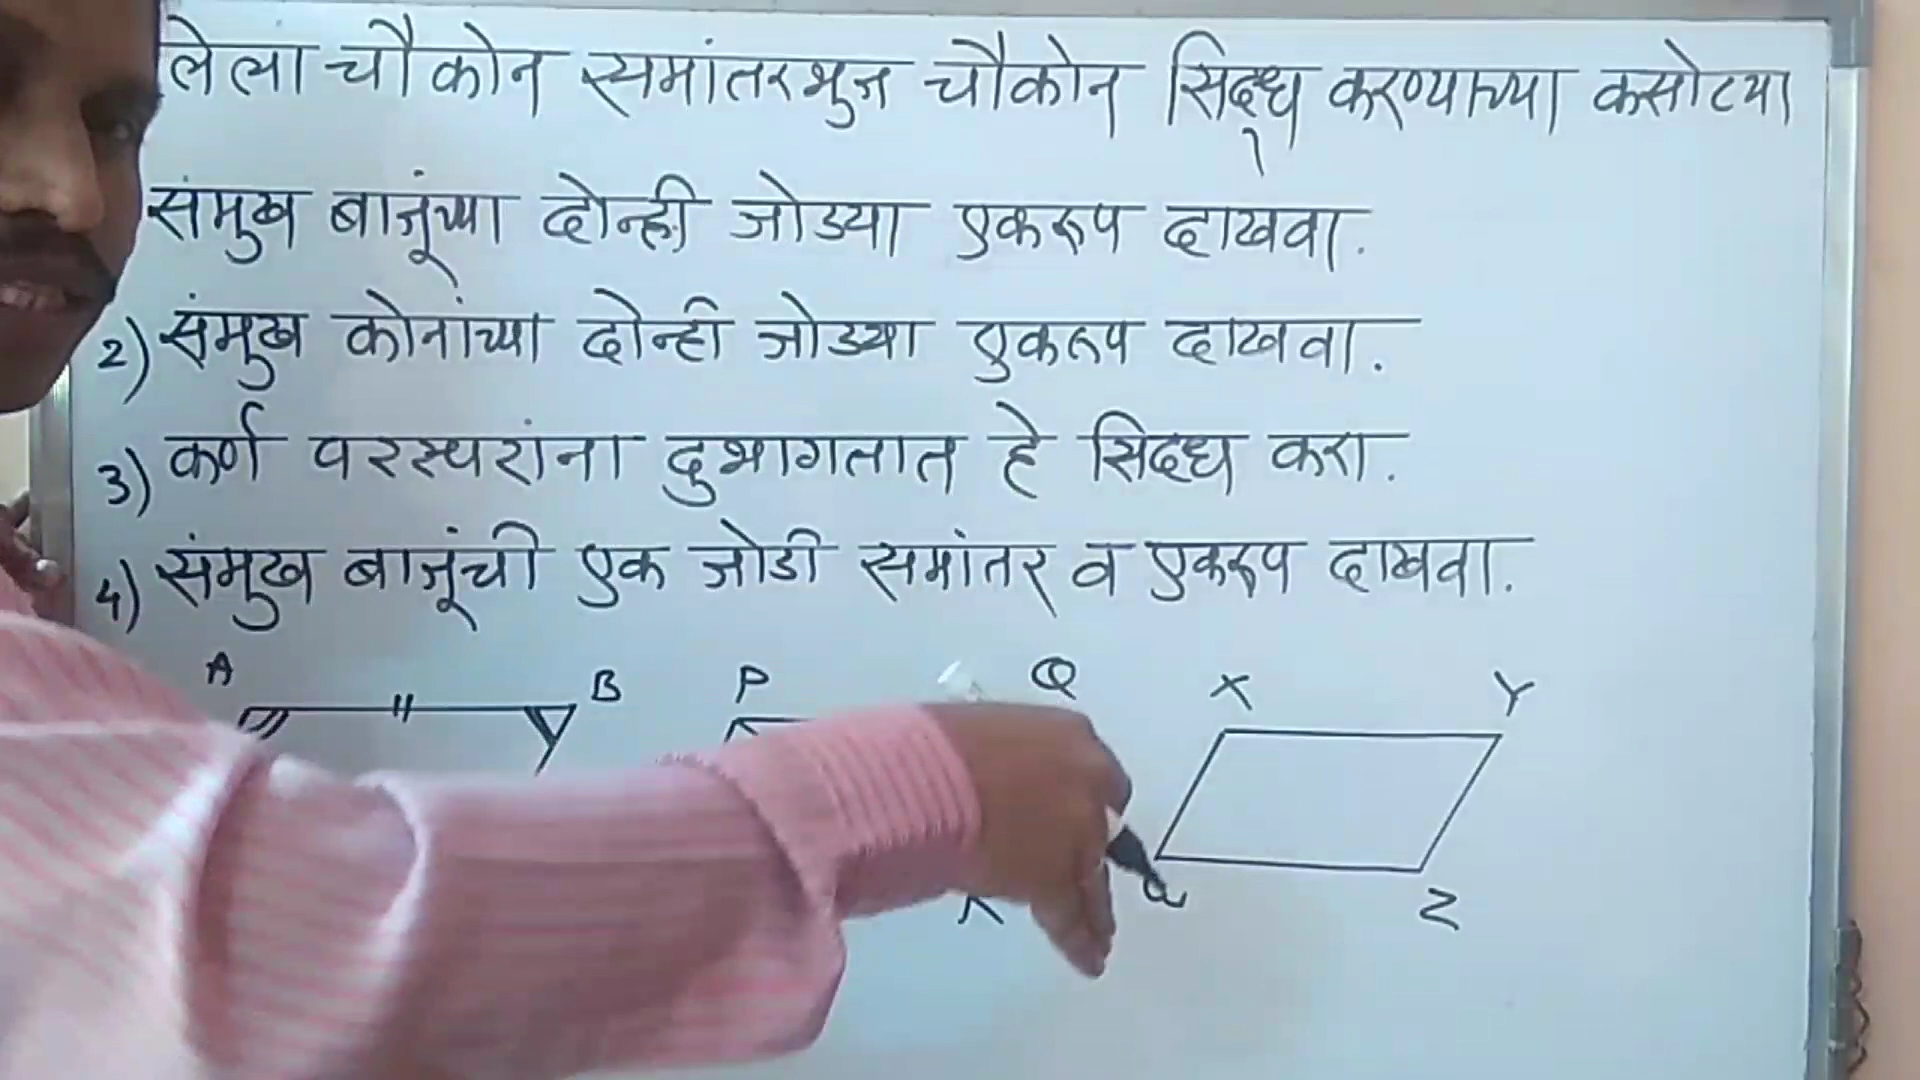 लेला चौकोन समांतरभुज चौकोन सिद्ध करण्याच्या कसोट्या
संमुख बाजूंच्या दोन्ही जोड्या एकरूप दाखवा.
2) संमुख कोनांच्या दोन्ही जोड्या एकरूप दाखवा.
3) कर्ण परस्परांना दुभागतात हे सिद्ध करा.
4) संमुख बाजूंची एक जोडी समांतर व एकरूप दाखवा.
A B P Q X Y
Z